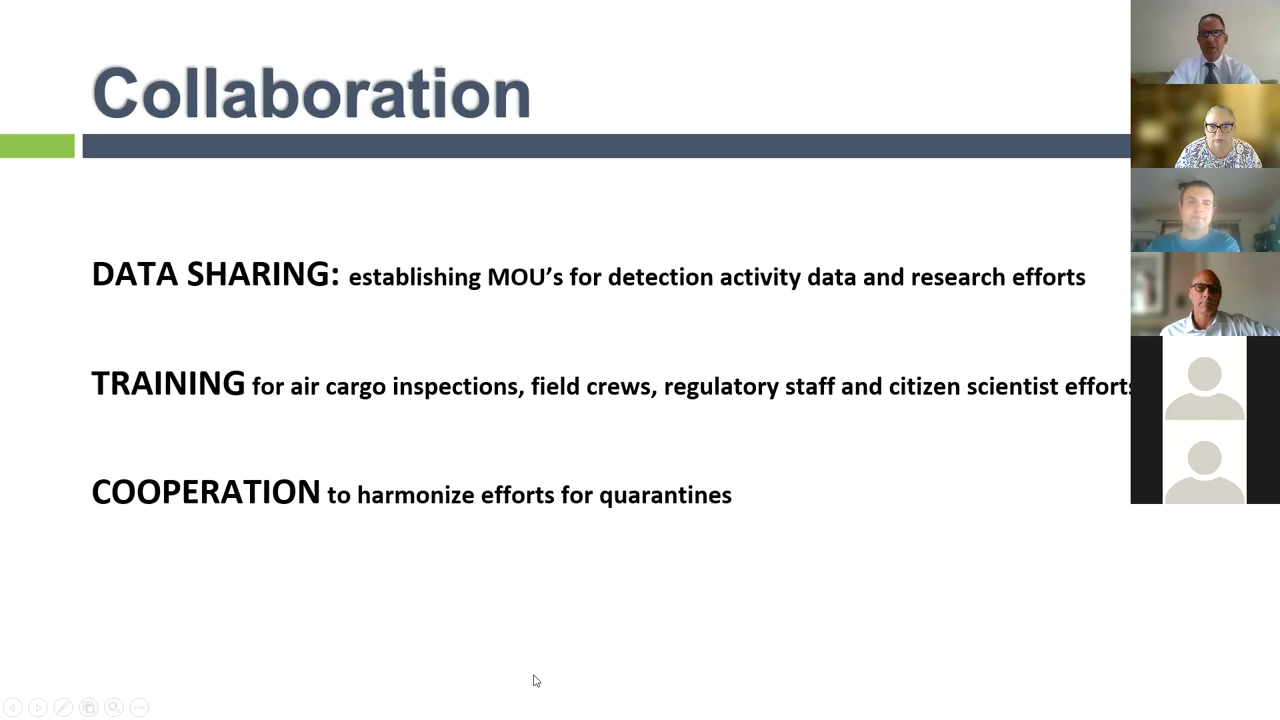 Collaboration
DATA SHARING: establishing MOU’s for detection activity data and research efforts
TRAINING for air cargo inspections, field crews, regulatory staff and citizen scientist efforts
COOPERATION to harmonize efforts for quarantines